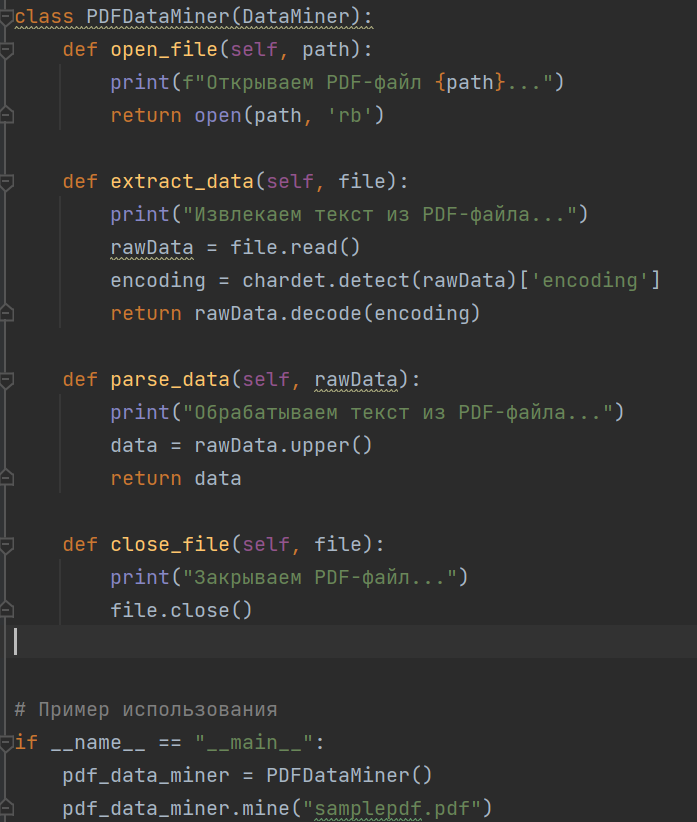 class PDFDataMiner(DataMiner):
    def open_file(self, path):
        print(f"Открываем PDF-файл {path}...")
        return open(path, 'rb')
    def extract_data(self, file):
        print("Извлекаем текст из PDF-файла...")
        rawData = file.read()
        encoding = chardet.detect(rawData)['encoding']
        return rawData.decode(encoding)
    def parse_data(self, rawData):
        print("Обрабатываем текст из PDF-файла...")
        data = rawData.upper()
        return data
    def close_file(self, file):
        print("Закрываем PDF-файл...")
        file.close()
# Пример использования
if __name__ == "__main__":
    pdf_data_miner = PDFDataMiner()
    pdf_data_miner.mine("samplepdf.pdf")